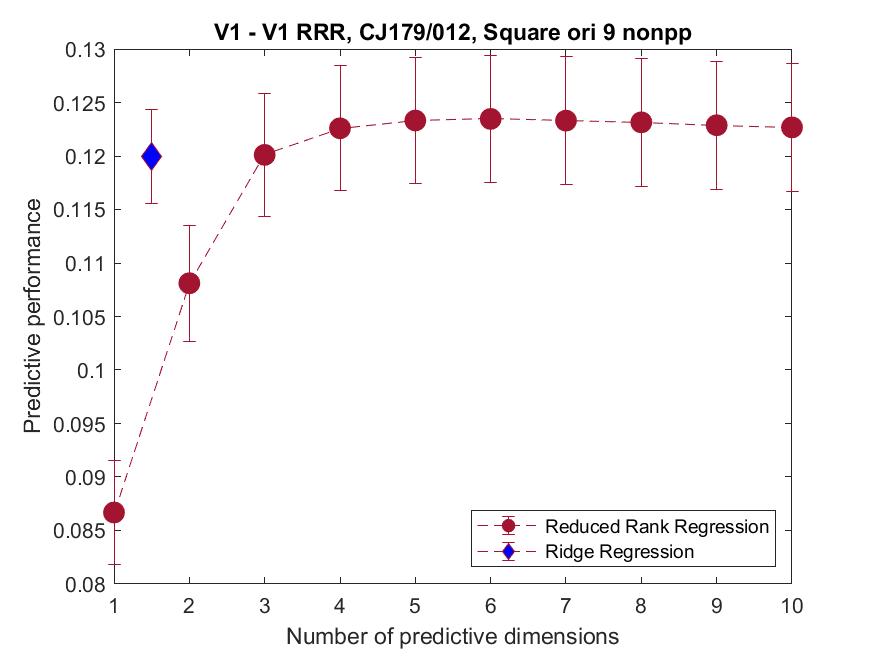 V1 - V1 RRR, CJ179/012, Square ori 9 nonpp
0.13
0.125
0.12
0.115
0.11
0.105
0.1
0.095
0.09
0.085
0.08
Predictive performance
Reduced Rank Regression
Ridge Regression
1 2 3 4 5 6 7 8 9 10
Number of predictive dimensions